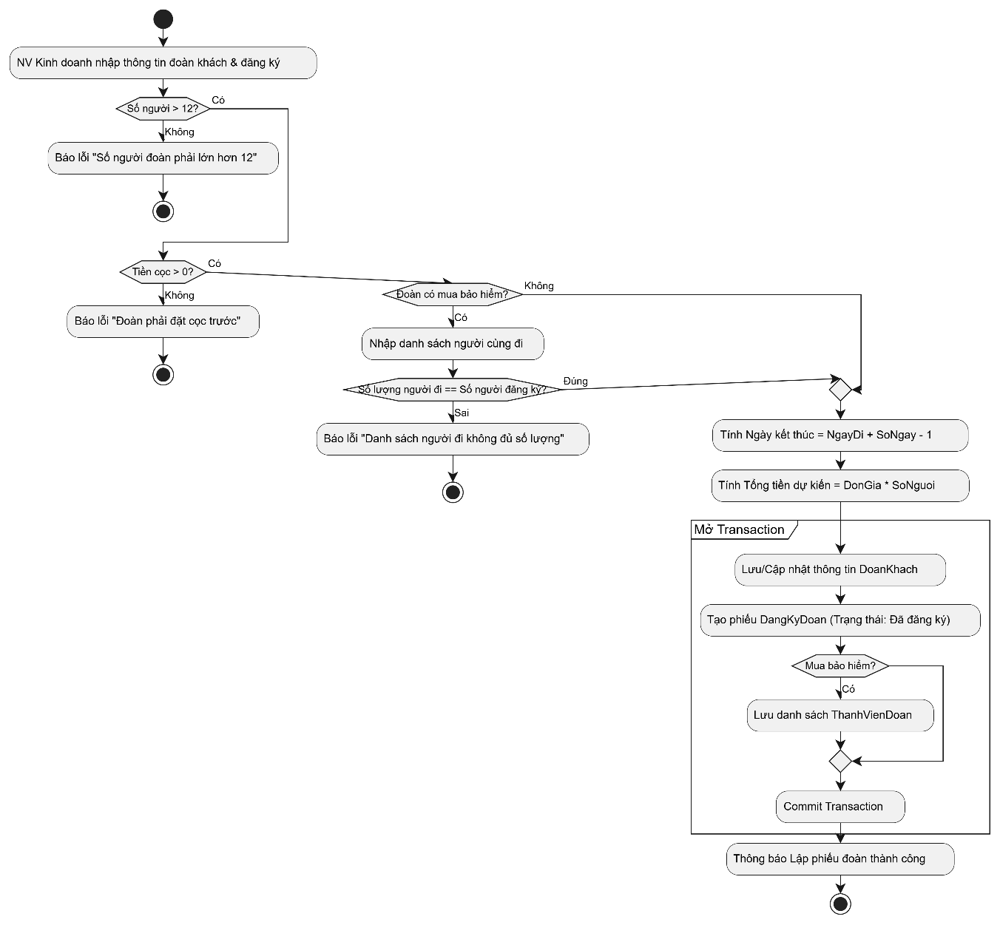 NV Kinh doanh nhập thông tin đoàn khách & đăng ký
Số người > 12?
Có
Không
Báo lỗi "Số người đoàn phải lớn hơn 12"
Tiền cọc > 0?
Có
Không
Báo lỗi "Đoàn phải đặt cọc trước"
Đoàn có mua bảo hiểm?
Không
Có
Nhập danh sách người cùng đi
Số lượng người đi == Số người đăng ký?
Đúng
Sai
Báo lỗi "Danh sách người đi không đủ số lượng"
Tính Ngày kết thúc = NgayDi + SoNgay - 1
Tính Tổng tiền dự kiến = DonGia * SoNguoi
Mở Transaction
Lưu/Cập nhật thông tin DoanKhach
Tạo phiếu DangKyDoan (Trạng thái: Đã đăng ký)
Mua bảo hiểm?
Có
Lưu danh sách ThanhVienDoan
Commit Transaction
Thông báo Lập phiếu đoàn thành công